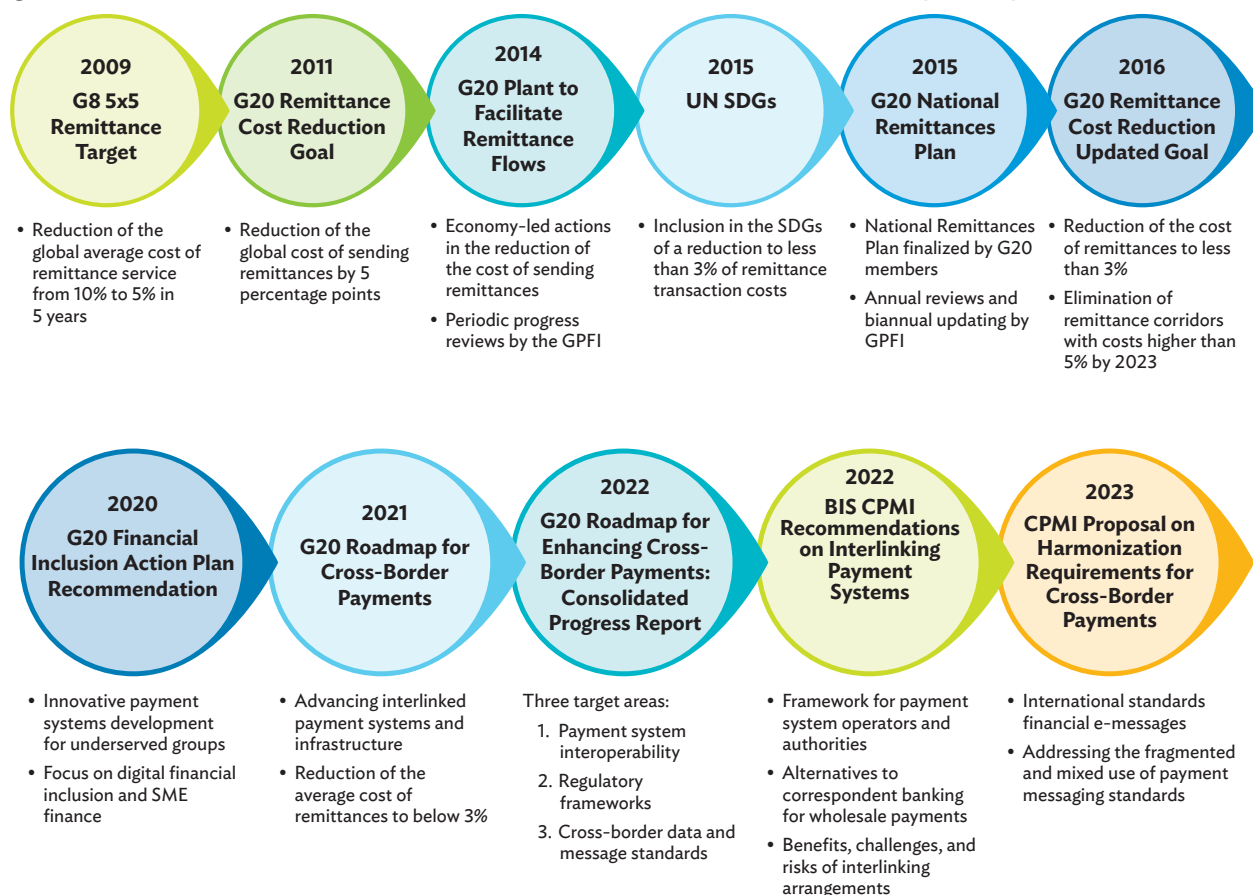 2009
G8 5x5
Remittance
Target
• Reduction of the
global average cost of
remittance service
from 10% to 5% in
5 years
2011
G20 Remittance
Cost Reduction
Goal
• Reduction of the
global cost of sending
remittances by 5
percentage points
2014
G20 Plant to
Facilitate
Remittance
Flows
• Economy-led actions
in the reduction of
the cost of sending
remittances
• Periodic progress
reviews by the GPFI
2015
UN SDGs
• Inclusion in the SDGs
of a reduction to less
than 3% of remittance
transaction costs
2015
G20 National
Remittances
Plan
• National Remittances
Plan finalized by G20
members
• Annual reviews and
biannual updating by
GPFI
2016
G20 Remittance
Cost Reduction
Updated Goal
• Reduction of the cost
of remittances to less
than 3%
• Elimination of
remittance corridors
with costs higher than
5% by 2023
2020
G20 Financial
Inclusion Action Plan
Recommendation
• Innovative payment
systems development
for underserved groups
• Focus on digital financial
inclusion and SME
finance
2021
G20 Roadmap for
Cross-Border
Payments
• Advancing interlinked
payment systems and
infrastructure
• Reduction of the
average cost of
remittances to below 3%
2022
G20 Roadmap for
Enhancing Cross-
Border Payments:
Consolidated
Progress Report
Three target areas:
1. Payment system
interoperability
2. Regulatory
frameworks
3. Cross-border data and
message standards
2022
BIS CPMI
Recommendations
on Interlinking
Payment
Systems
• Framework for payment
system operators and
authorities
• Alternatives to
correspondent banking
for wholesale payments
• Benefits, challenges, and
risks of interlinking
arrangements
2023
CPMI Proposal on
Harmonization
Requirements for
Cross-Border
Payments
• International standards
financial e-messages
• Addressing the fragmented
and mixed use of payment
messaging standards